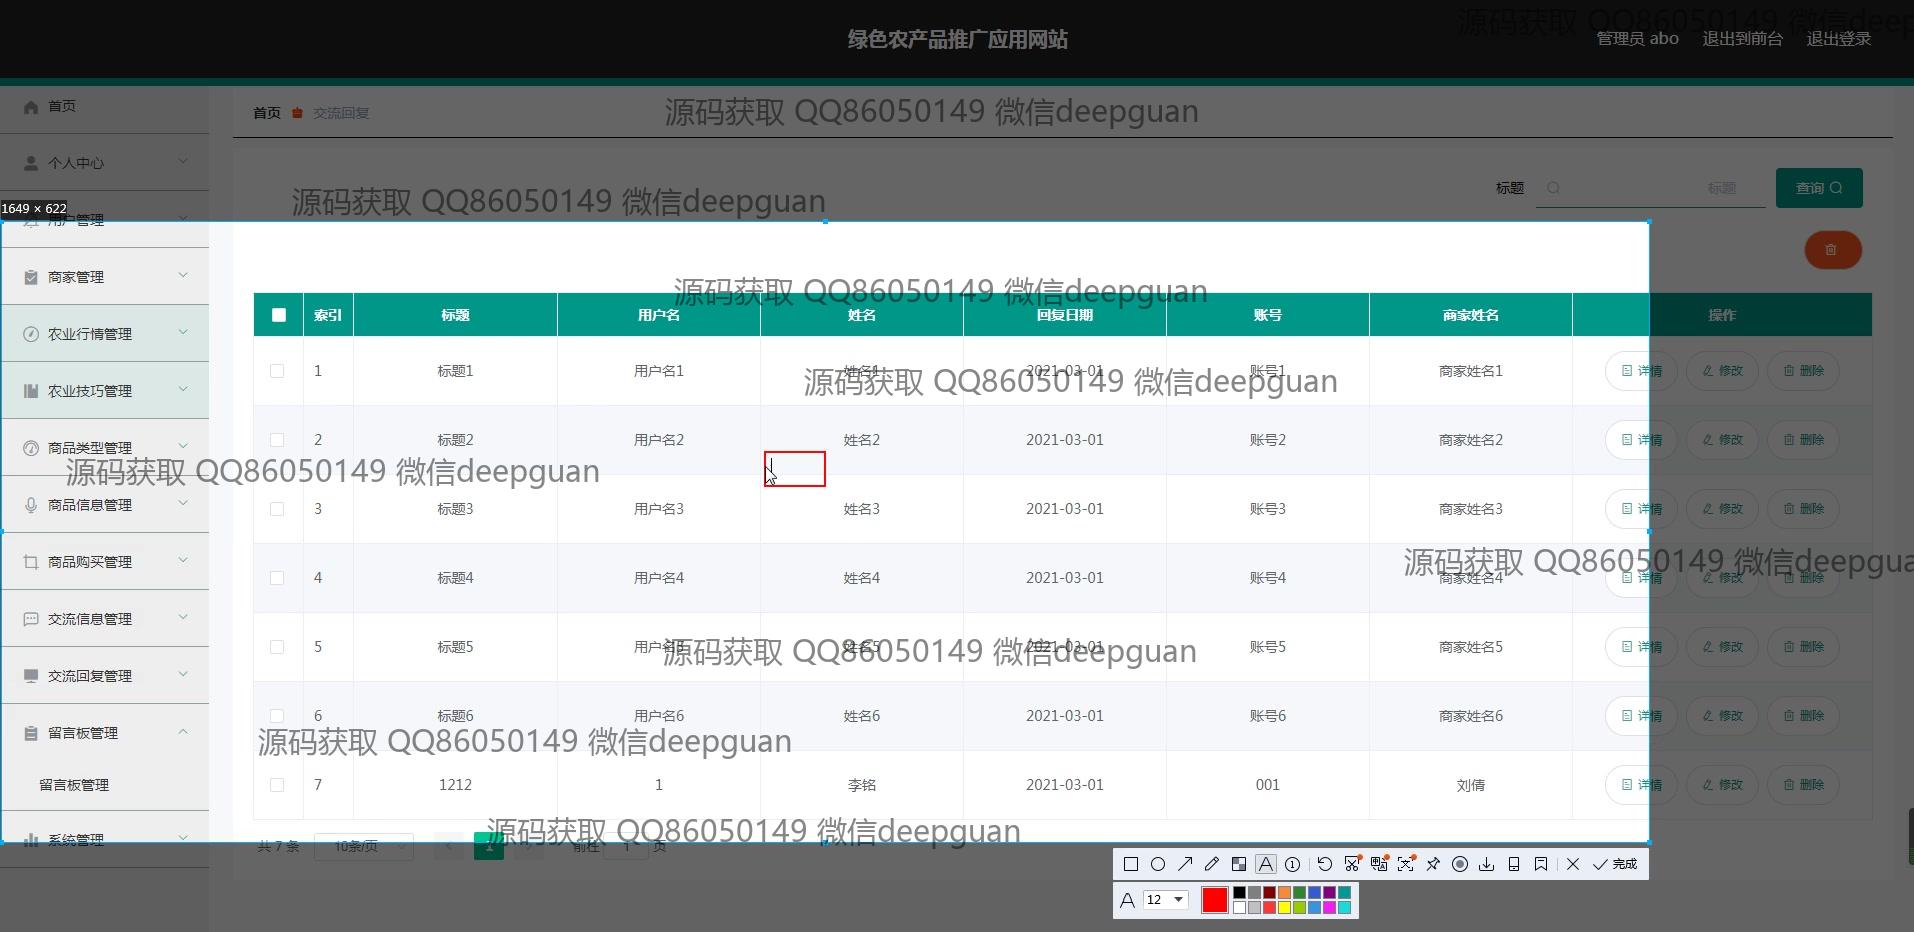 源码获取 QQ86050149 微信deep
绿色农产品推广应用网站
管理员 abo 退出到前台 退出登录
首页
首页 交流回复
源码获取 QQ86050149 微信deepguan
个人中心
标题 标题 查询
源码获取 QQ86050149 微信deepguan
1649 × 622
用户管理
商家管理
源码获取 QQ86050149 微信deepguan
索引 标题 用户名 姓名 回复日期 账号 商家姓名 操作
农业行情管理
1 标题1 用户名1 姓名1 2021-03-01 账号1 商家姓名1 详情 修改 删除
源码获取 QQ86050149 微信deepguan
农业技巧管理
2 标题2 用户名2 姓名2 2021-03-01 账号2 商家姓名2 详情 修改 删除
商品类型管理
源码获取 QQ86050149 微信deepguan
商品信息管理
3 标题3 用户名3 姓名3 2021-03-01 账号3 商家姓名3 详情 修改 删除
商品购买管理
源码获取 QQ86050149 微信deepgua
4 标题4 用户名4 姓名4 2021-03-01 账号4 商家姓名4 详情 修改 删除
交流信息管理
5 标题5 用户名5 姓名5 2021-03-01 账号5 商家姓名5 详情 修改 删除
源码获取 QQ86050149 微信deepguan
交流回复管理
6 标题6 用户名6 姓名6 2021-03-01 账号6 商家姓名6 详情 修改 删除
留言板管理
源码获取 QQ86050149 微信deepguan
留言板管理
7 1212 1 李铭 2021-03-01 001 刘倩 详情 修改 删除
系统管理
源码获取 QQ86050149 微信deepguan
共 7 条 10条/页 1 前往 1 页
完成
A 12